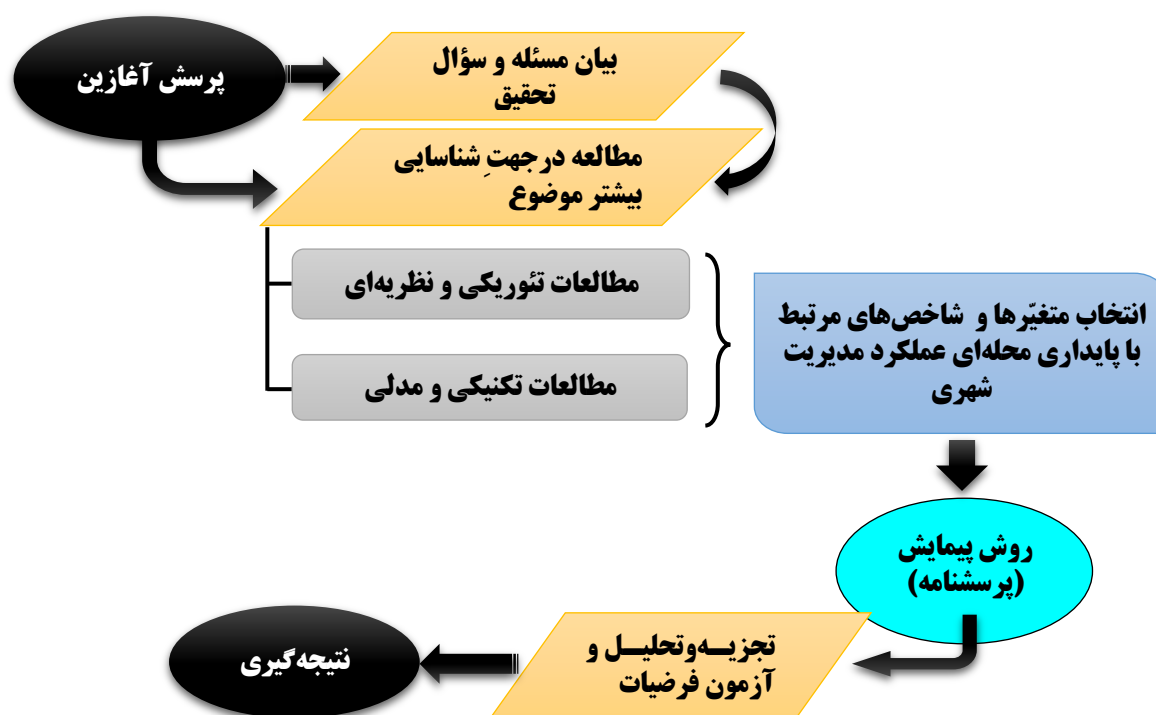 پرسش آغازین
بیان مسئله و سؤال
تحقیق
مطالعه درجهتِ شناسایی
بیشتر موضوع
مطالعات تئوریکی و نظریه‌ای
مطالعات تکنیکی و مدلی
انتخاب متغیّرها و شاخص‌های مرتبط
با پایداری محله‌ای عملکرد مدیریت
شهری
روش پیمایش
(پرسشنامه)
تجزیــه‌وتحلیــل و
آزمون فرضیات
نتیجه‌گیری